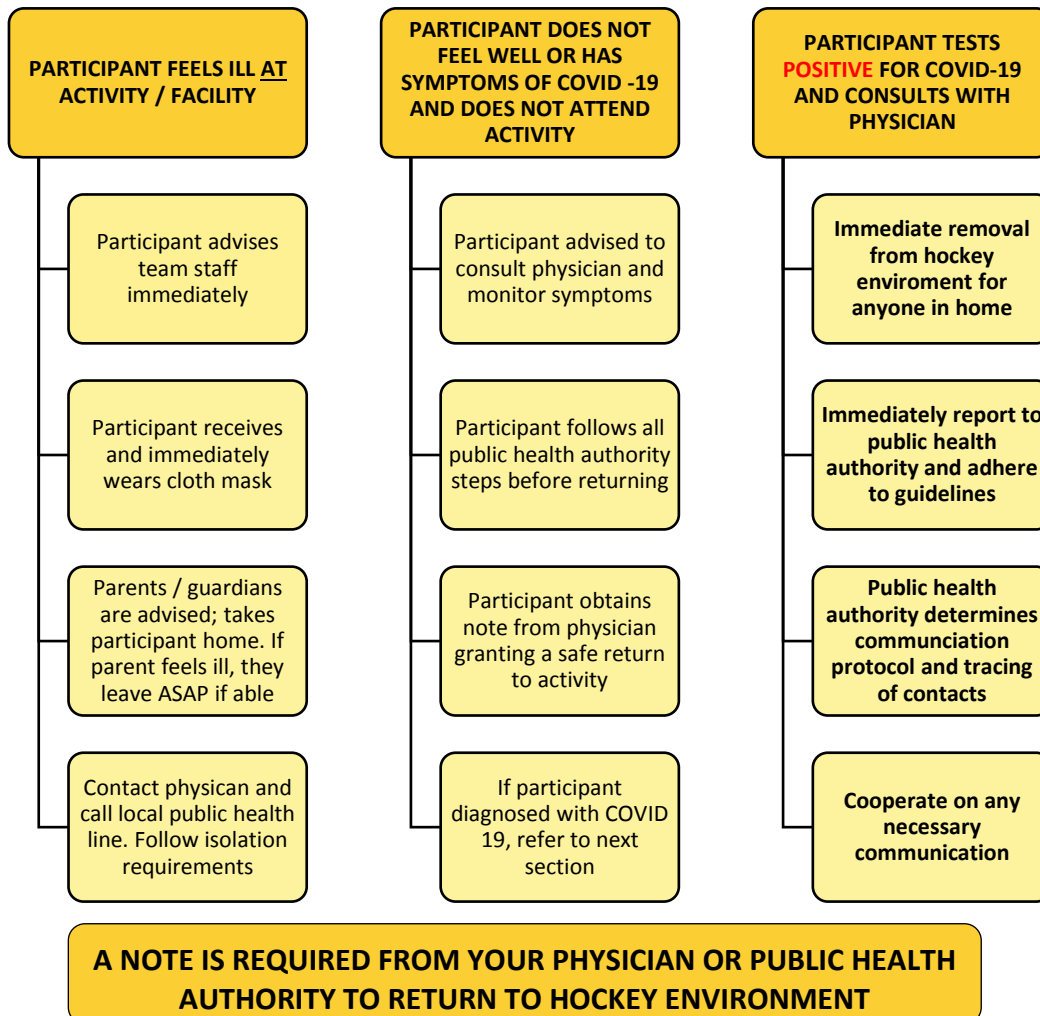 PARTICIPANT FEELS ILL AT
ACTIVITY / FACILITY
Participant advises
team staff
immediately
Participant receives
and immediately
wears cloth mask
Parents / guardians
are advised; takes
participant home. If
parent feels ill, they
leave ASAP if able
Contact physican and
call local public health
line. Follow isolation
requirements
PARTICIPANT DOES NOT
FEEL WELL OR HAS
SYMPTOMS OF COVID -19
AND DOES NOT ATTEND
ACTIVITY
Participant advised to
consult physician and
monitor symptoms
Participant follows all
public health authority
steps before returning
Participant obtains
note from physician
granting a safe return
to activity
If participant
diagnosed with COVID
19, refer to next
section
PARTICIPANT TESTS
POSITIVE FOR COVID-19
AND CONSULTS WITH
PHYSICIAN
Immediate removal
from hockey
enviroment for
anyone in home
Immediately report to
public health
authority and adhere
to guidelines
Public health
authority determines
communciation
protocol and tracing
of contacts
Cooperate on any
necessary
communication
A NOTE IS REQUIRED FROM YOUR PHYSICIAN OR PUBLIC HEALTH
AUTHORITY TO RETURN TO HOCKEY ENVIRONMENT